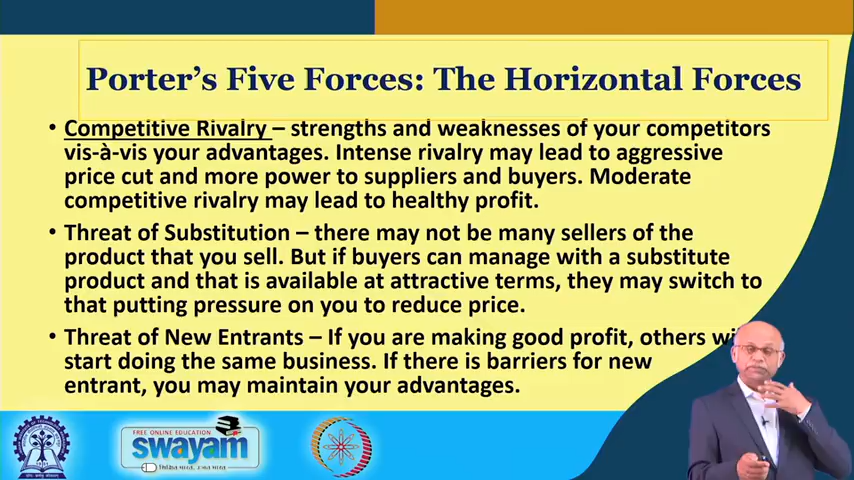 Porter's Five Forces: The Horizontal Forces
• Competitive Rivalry – strengths and weaknesses of your competitors
vis-à-vis your advantages. Intense rivalry may lead to aggressive
price cut and more power to suppliers and buyers. Moderate
competitive rivalry may lead to healthy profit.
• Threat of Substitution – there may not be many sellers of the
product that you sell. But if buyers can manage with a substitute
product and that is available at attractive terms, they may switch to
that putting pressure on you to reduce price.
• Threat of New Entrants – If you are making good profit, others
start doing the same business. If there is barriers for new
entrant, you may maintain your advantages.
FREE ONLINE EDUCATION
swayam